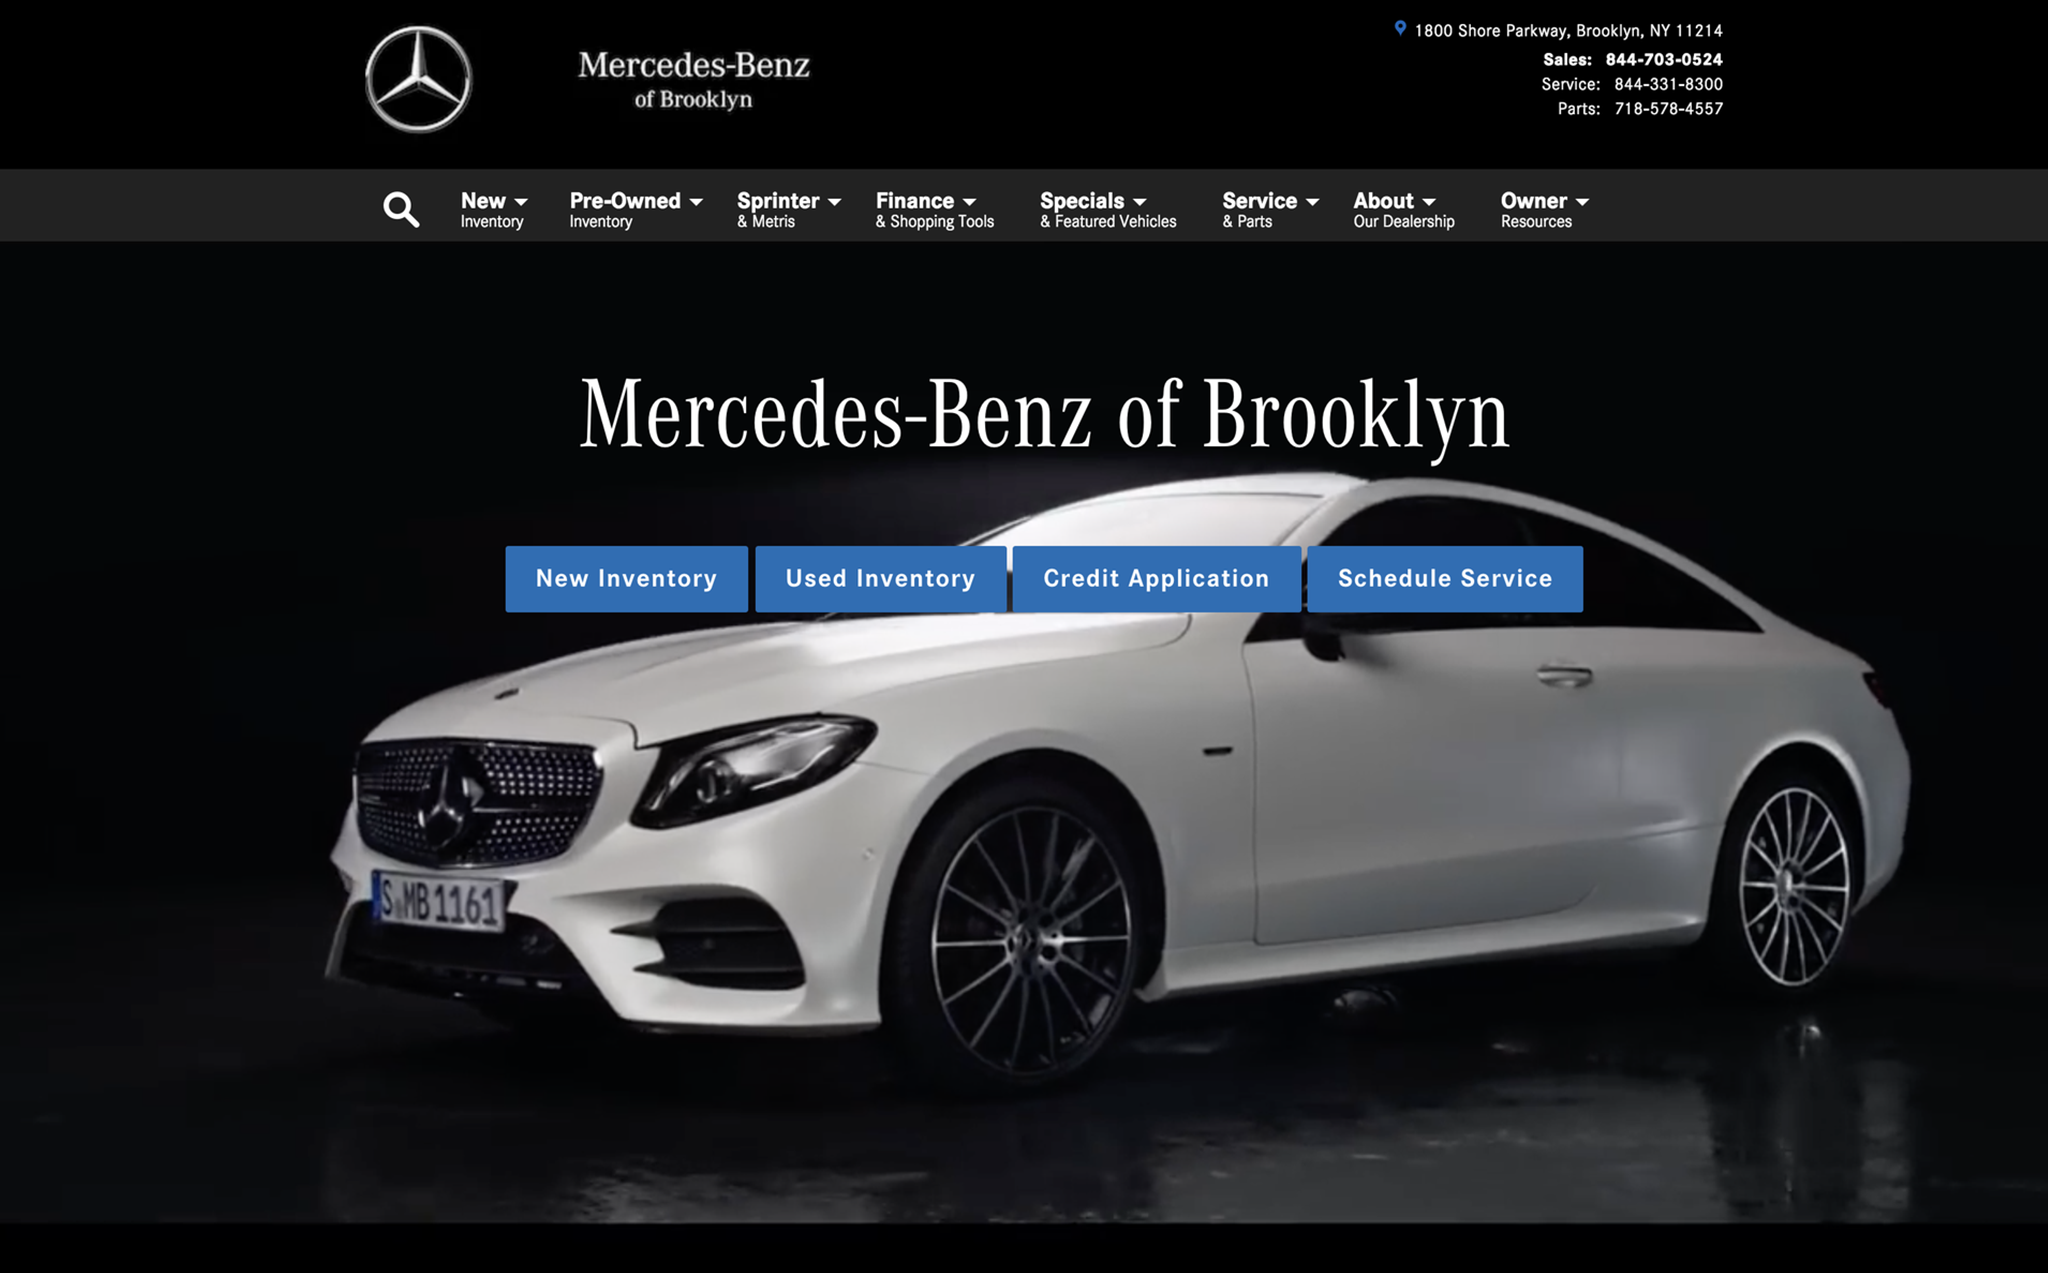 Mercedes-Benz
of Brooklyn
1800 Shore Parkway, Brooklyn, NY 11214
Sales: 844-703-0524
Service: 844-331-8300
Parts: 718-578-4557
New
Inventory
Pre-Owned
Inventory
Sprinter
& Metris
Finance
& Shopping Tools
Specials
& Featured Vehicles
Service
& Parts
About
Our Dealership
Owner
Resources
Mercedes-Benz of Brooklyn
New Inventory
Used Inventory
Credit Application
Schedule Service
S MB 1161